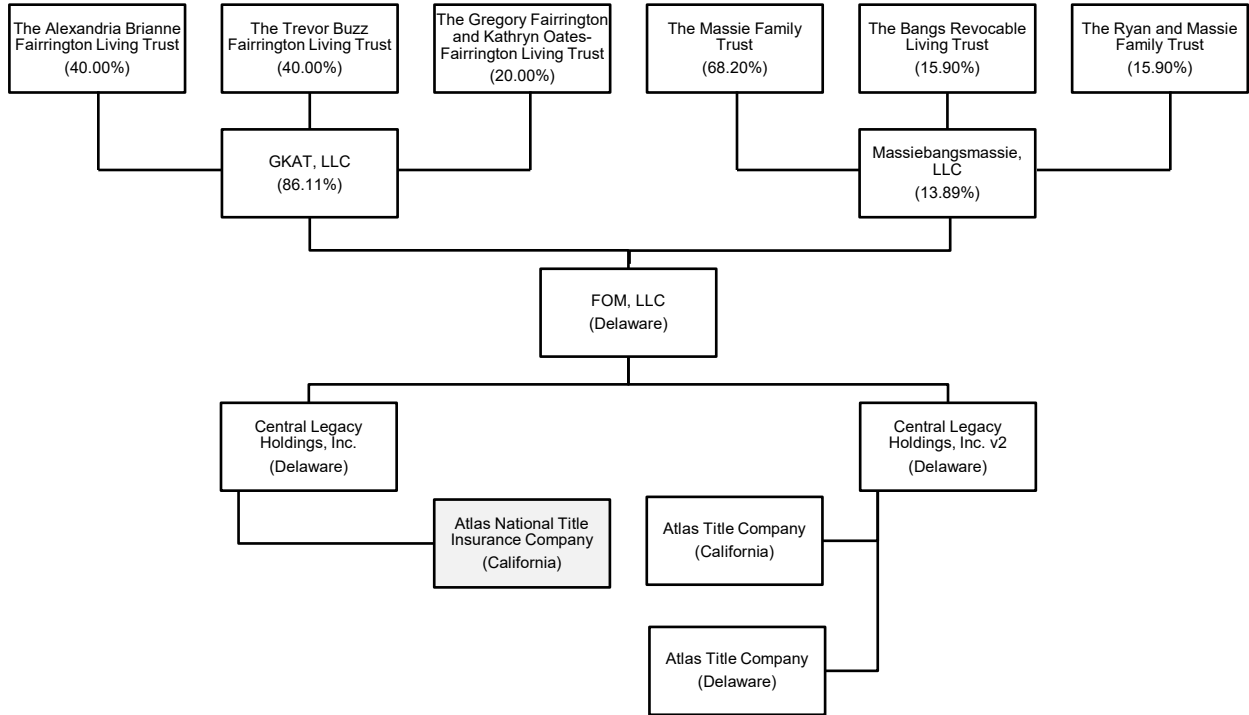 The Alexandria Brianne
Fairrington Living Trust
(40.00%)
The Trevor Buzz
Fairrington Living Trust
(40.00%)
The Gregory Fairrington
and Kathryn Oates-
Fairrington Living Trust
(20.00%)
The Massie Family
Trust
(68.20%)
The Bangs Revocable
Living Trust
(15.90%)
The Ryan and Massie
Family Trust
(15.90%)
GKAT, LLC
(86.11%)
Massiebangsmassie,
LLC
(13.89%)
FOM, LLC
(Delaware)
Central Legacy
Holdings, Inc.
(Delaware)
Central Legacy
Holdings, Inc. v2
(Delaware)
Atlas National Title
Insurance Company
(California)
Atlas Title Company
(California)
Atlas Title Company
(Delaware)